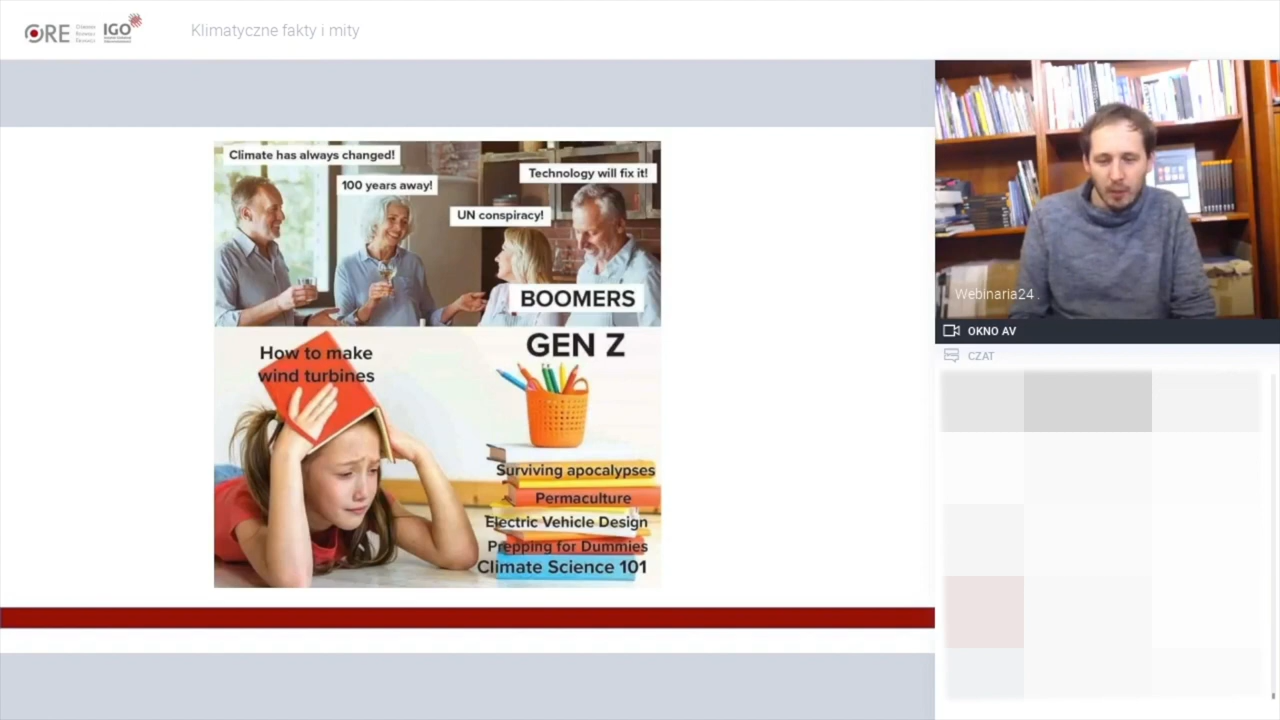 ORE
IGO
Klimatyczne fakty i mity
Climate has always changed!
100 years away!
Technology will fix it!
UN conspiracy!
BOOMERS
How to make
wind turbines
GEN Z
Surviving apocalypses
Permaculture
Electric Vehicle Design
Prepping for Dummies
Climate Science 101
Webinaria24 .
OKNO AV
CZAT